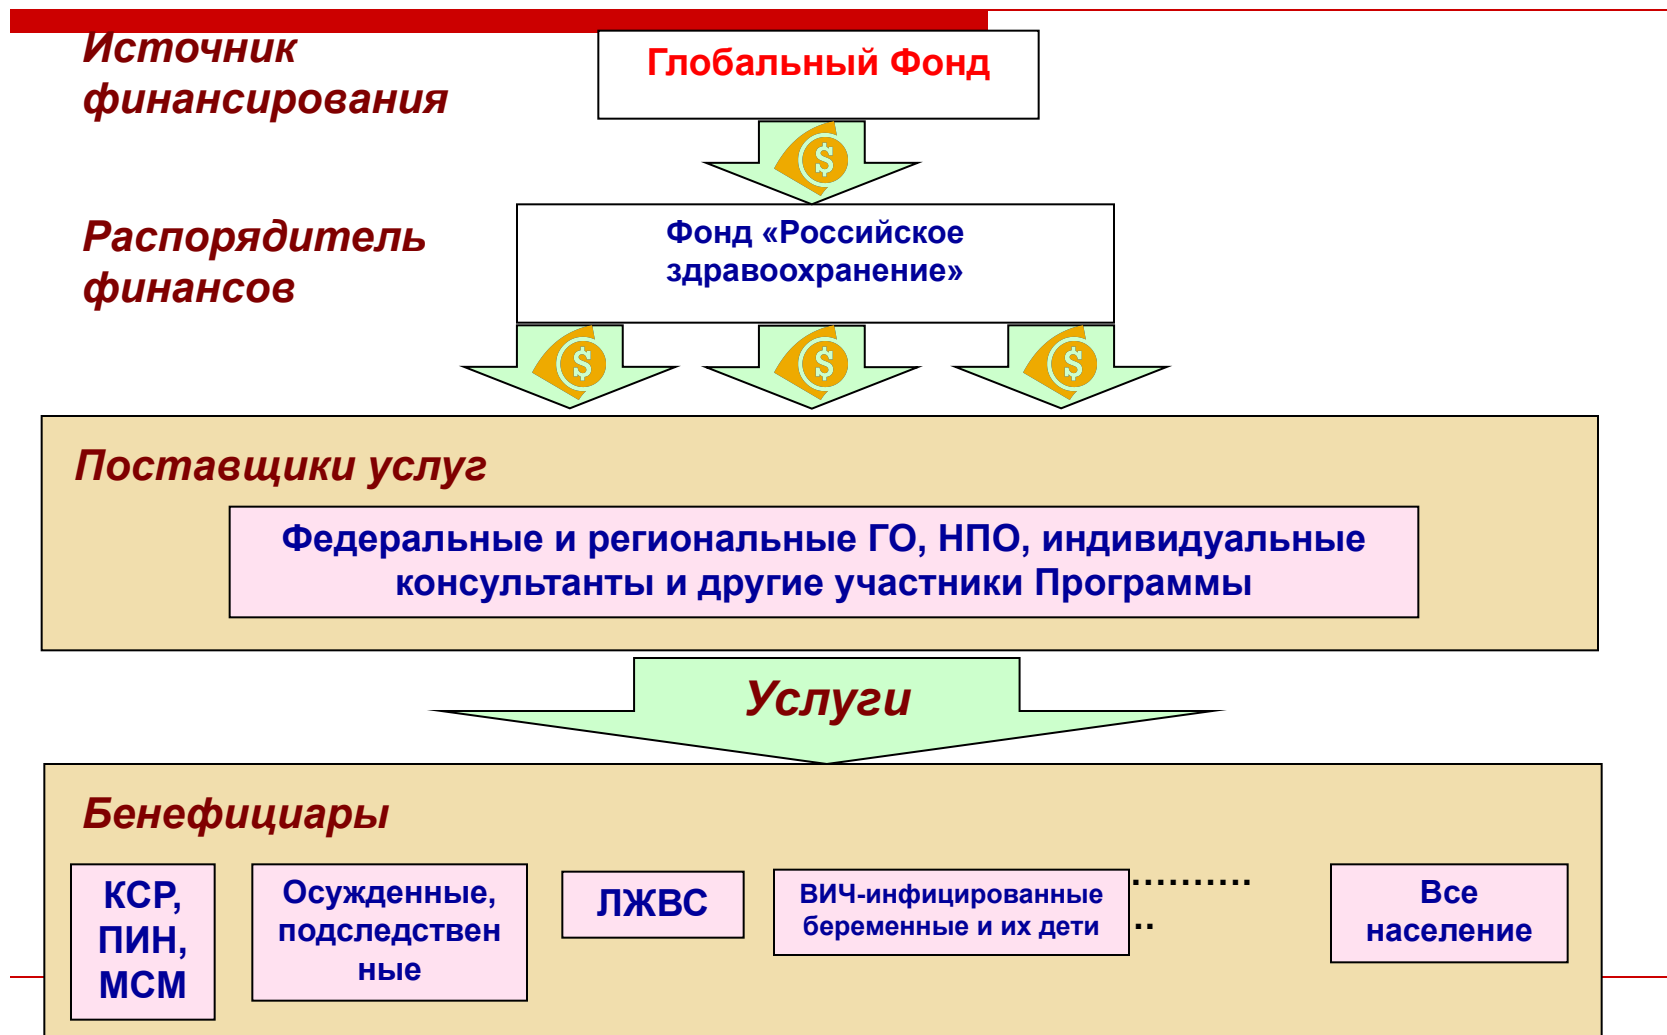 Источник
финансирования
Глобальный Фонд
$
Распорядитель
финансов
Фонд «Российское
здравоохранение»
$ $ $
Поставщики услуг
Федеральные и региональные ГО, НПО, индивидуальные
консультанты и другие участники Программы
Услуги
Бенефициары
КСР,
ПИН,
МСМ
Осужденные,
подследствен
ные
ЛЖВС
ВИЧ-инфицированные
беременные и их дети
……….
..
Все
население